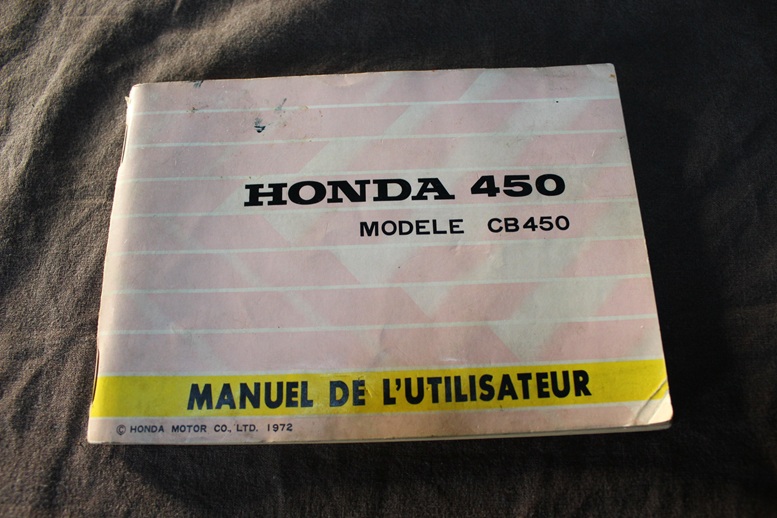 HONDA 450
MODELE CB450
MANUEL DE L'UTILISATEUR
© HONDA MOTOR CO., LTD. 1972